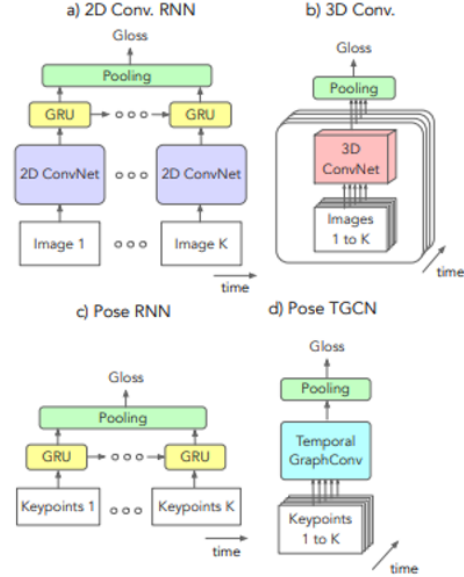 a) 2D Conv. RNN
Gloss
Pooling
GRU
GRU
2D ConvNet
2D ConvNet
Image 1
Image K
time
b) 3D Conv.
Gloss
Pooling
3D
ConvNet
Images
1 to K
time
c) Pose RNN
Gloss
Pooling
GRU
GRU
Keypoints 1
Keypoints K
time
d) Pose TGCN
Gloss
Pooling
Temporal
GraphConv
Keypoints
1 to K
time